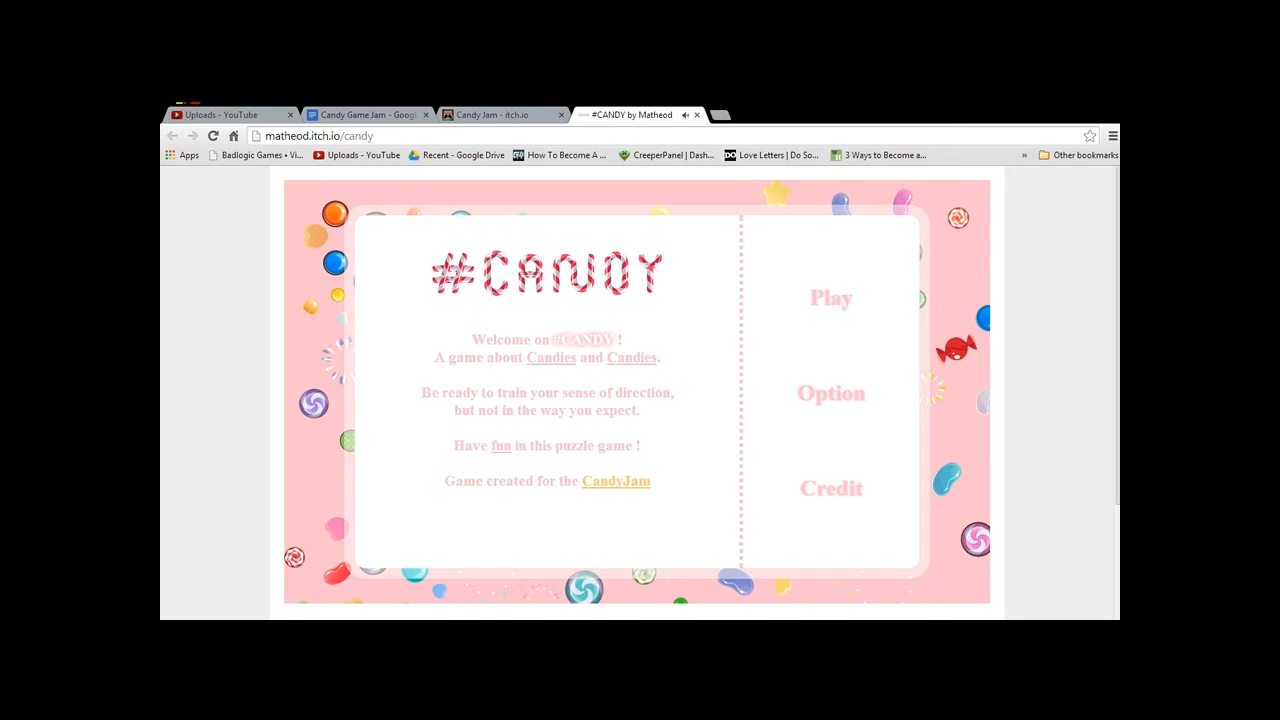 Uploads - YouTube
Candy Game Jam - Googl
Candy Jam - itch.io
#CANDY by Matheod
matheod.itch.io/candy
Apps
Badlogic Games • Vi...
Uploads - YouTube
Recent - Google Drive
How To Become A ...
CreeperPanel | Dash...
DO
Love Letters | Do So...
3 Ways to Become a...
»
Other bookmarks
#CANDY
Welcome on #CANDY !
A game about Candies and Candies.
Be ready to train your sense of direction,
but not in the way you expect.
Have fun in this puzzle game !
Game created for the CandyJam
Play
Option
Credit